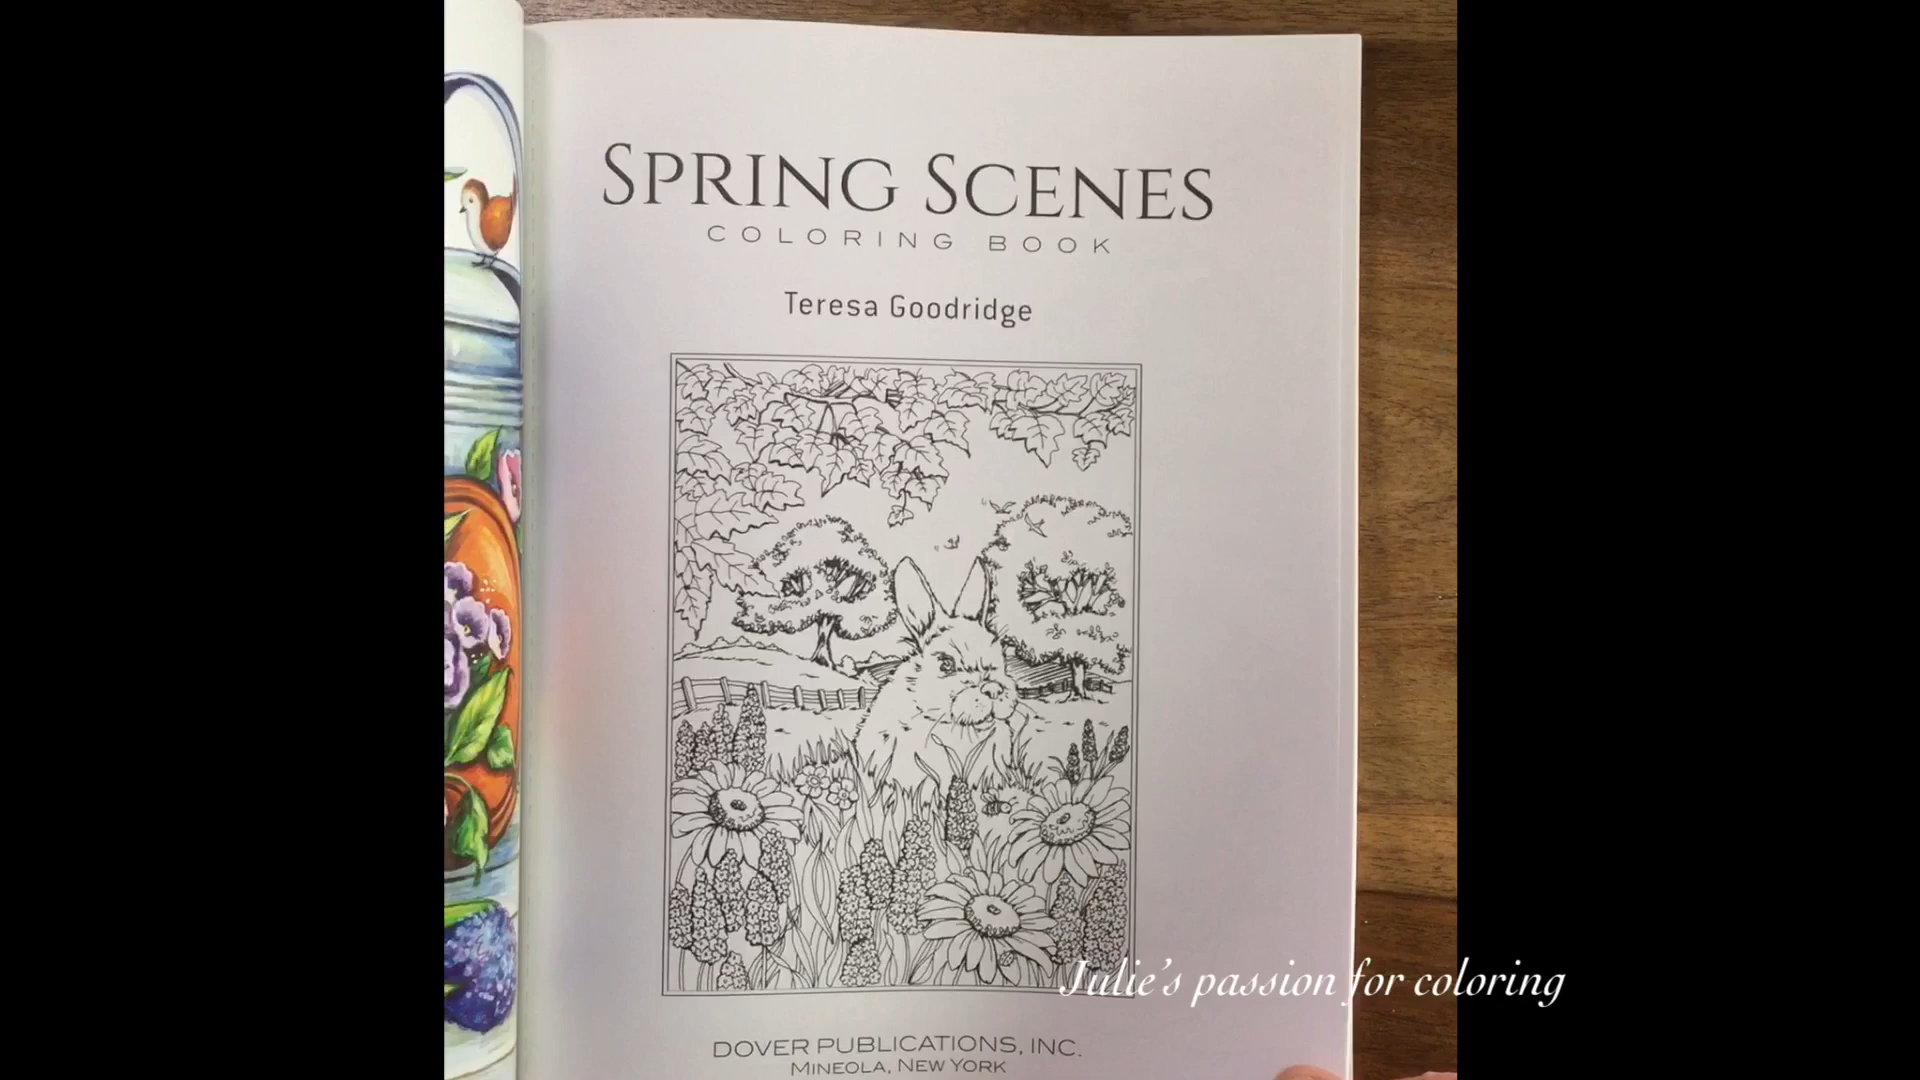 SPRING SCENES
COLORING BOOK
Teresa Goodridge
Julie's passion for coloring
DOVER PUBLICATIONS, INC.
MINEOLA, NEW YORK